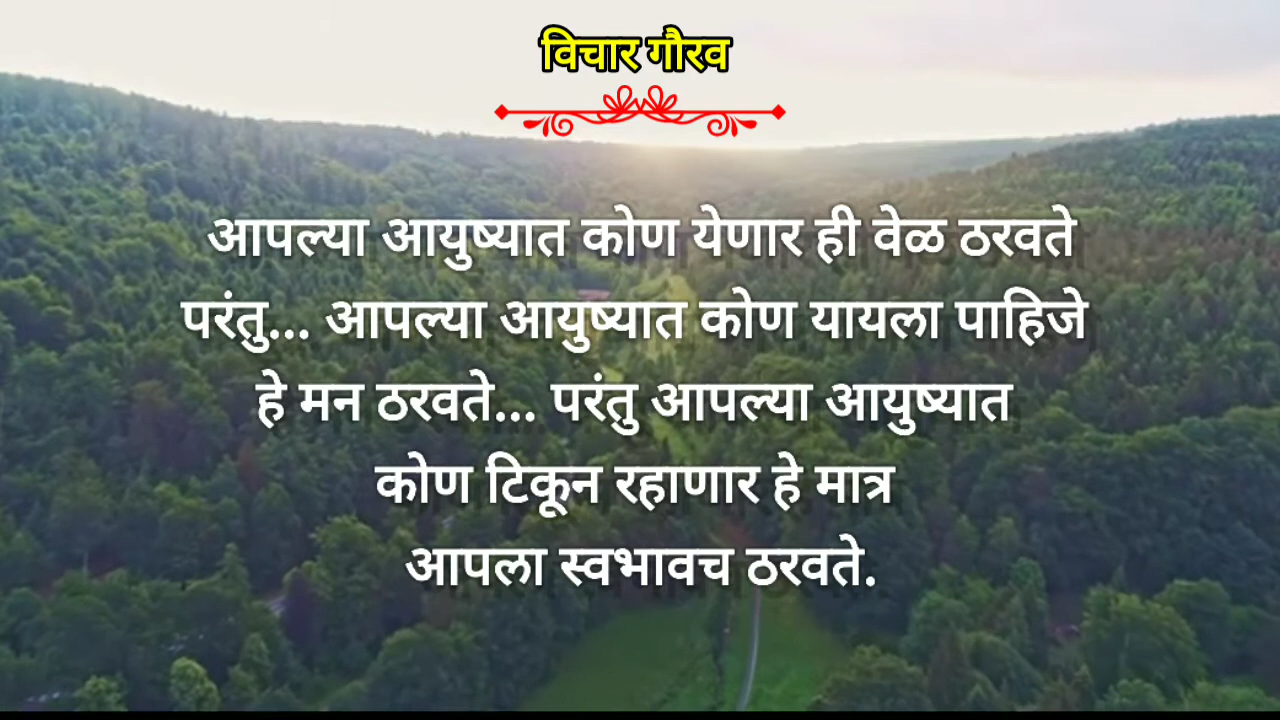 विचार गौरव
आपल्या आयुष्यात कोण येणार ही वेळ ठरवते
परंतु... आपल्या आयुष्यात कोण यायला पाहिजे
हे मन ठरवते... परंतु आपल्या आयुष्यात
कोण टिकून रहाणार हे मात्र
आपला स्वभावच ठरवते.